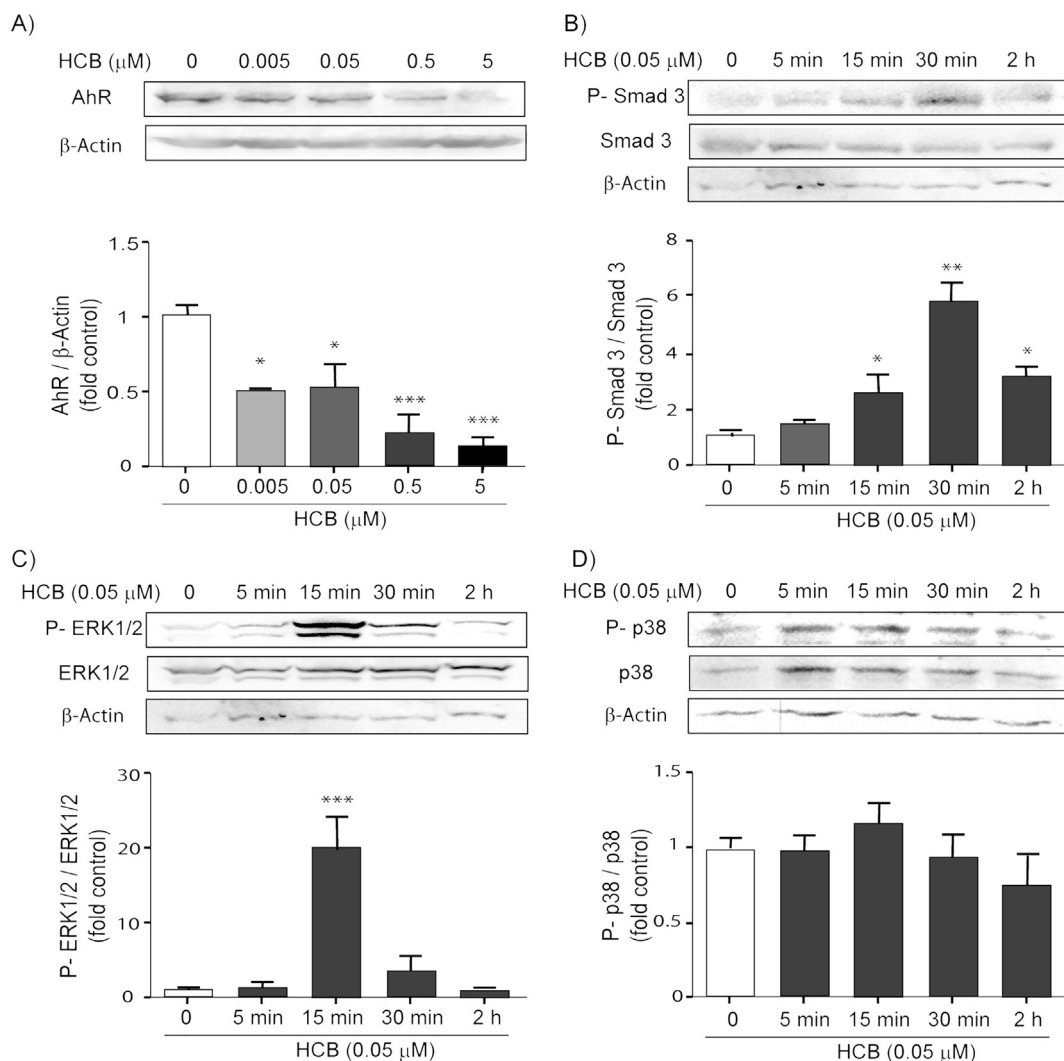 A)
HCB (μM) 0 0.005 0.05 0.5 5
AhR
β-Actin
AhR / β-Actin
(fold control)
1.5
1
0.5
0
* * *** ***
0 0.005 0.05 0.5 5
HCB (μM)
B)
HCB (0.05 μM) 0 5 min 15 min 30 min 2 h
P- Smad 3
Smad 3
β-Actin
P- Smad 3 / Smad 3
(fold control)
8
6
4
2
0
* ** *
0 5 min 15 min 30 min 2 h
HCB (0.05 μM)
C)
HCB (0.05 μM) 0 5 min 15 min 30 min 2 h
P- ERK1/2
ERK1/2
β-Actin
P- ERK1/2 / ERK1/2
(fold control)
30
20
10
0
***
0 5 min 15 min 30 min 2 h
HCB (0.05 μM)
D)
HCB (0.05 μM) 0 5 min 15 min 30 min 2 h
P- p38
p38
β-Actin
P- p38 / p38
(fold control)
1.5
1
0.5
0
0 5 min 15 min 30 min 2 h
HCB (0.05 μM)